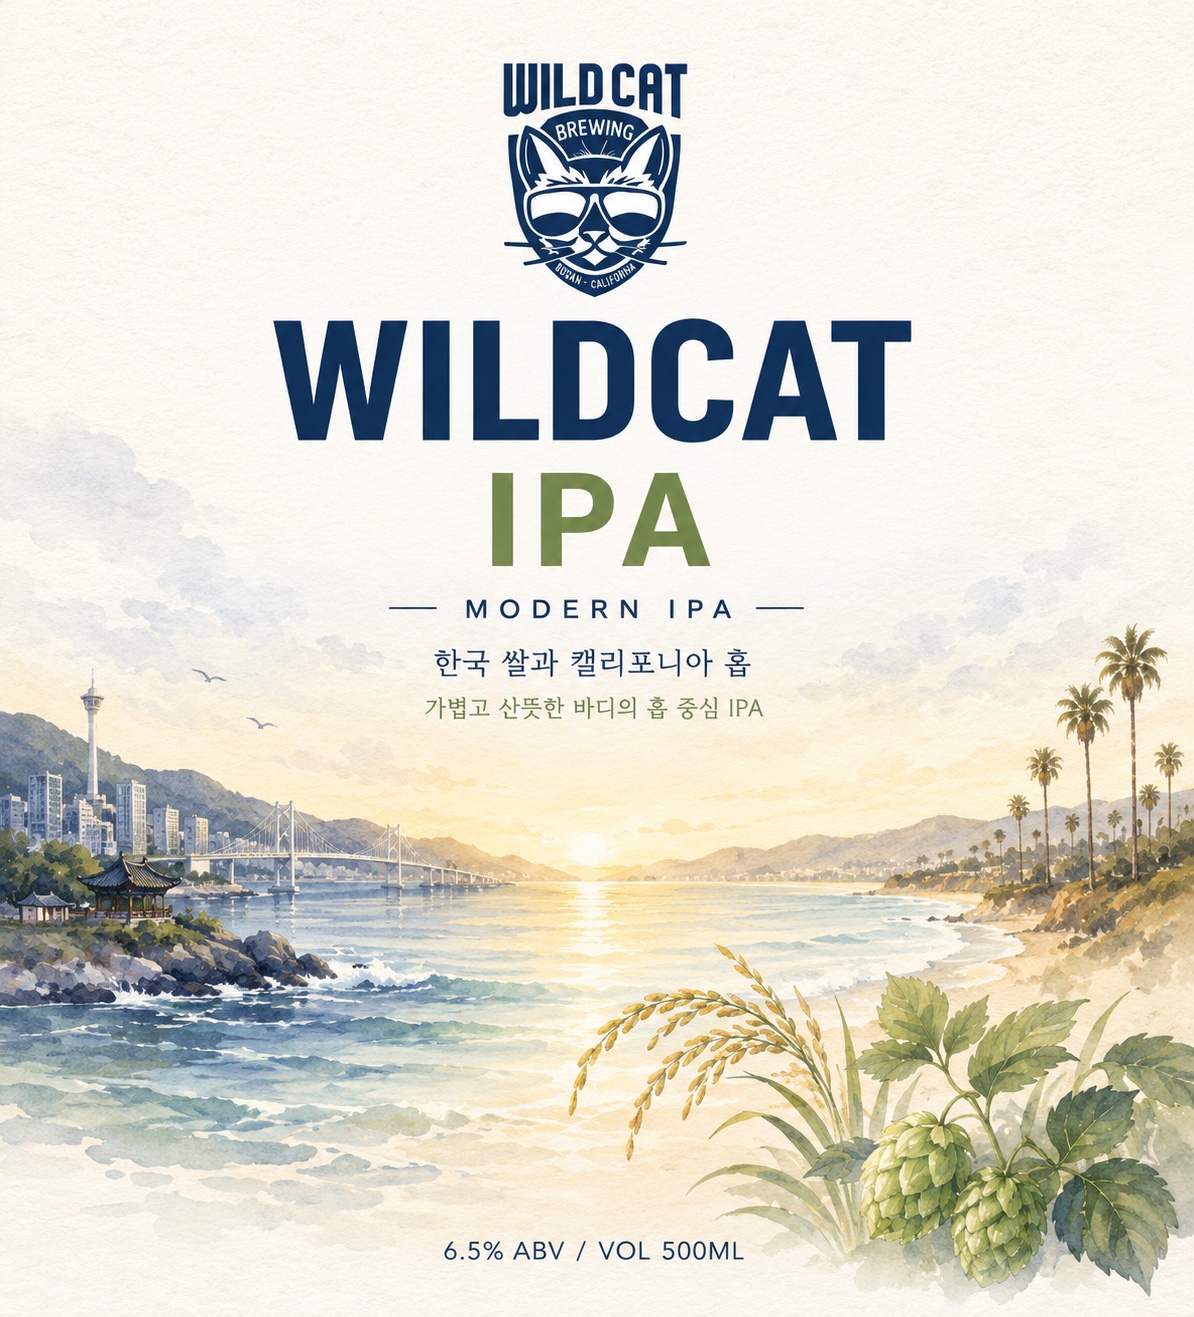 WILD CAT
BREWING
BUSAN - CALIFORNIA
WILDCAT
IPA
MODERN IPA
한국 쌀과 캘리포니아 홉
가볍고 산뜻한 바디의 홉 중심 IPA
6.5% ABV / VOL 500ML